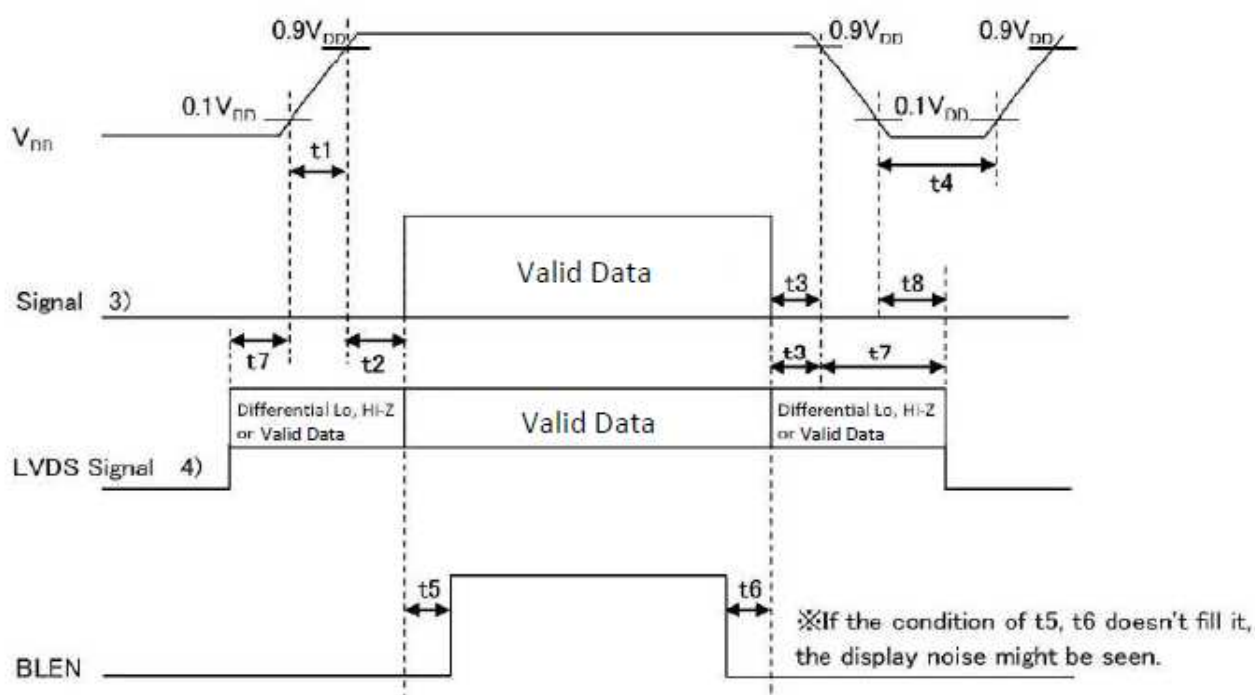 0.9VDD
0.9VDD
0.9VDD
0.1VDD
0.1VDD
VDD
t1
t4
Valid Data
Signal 3)
t3
t8
t7
t2
t3
t7
Differential Lo, Hi-Z
or Valid Data
Valid Data
Differential Lo, Hi-Z
or Valid Data
LVDS Signal 4)
t5
t6
※If the condition of t5, t6 doesn't fill it,
the display noise might be seen.
BLEN